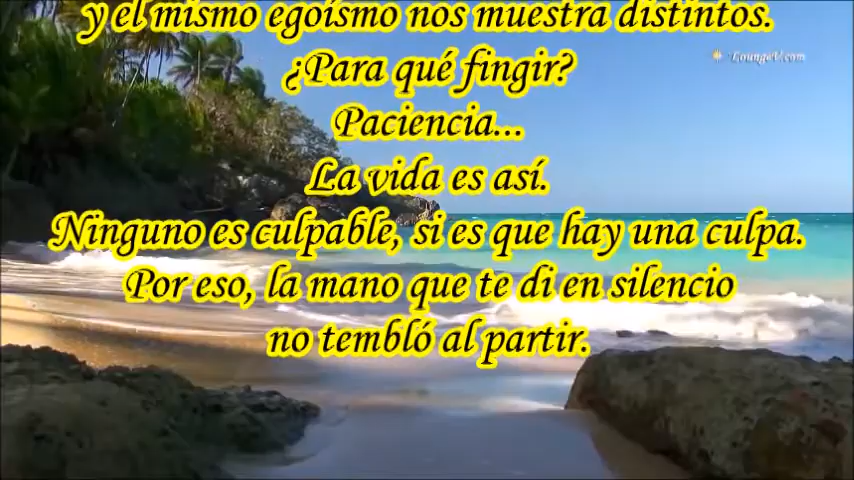 y el mismo egoísmo nos muestra distintos.
¿Para qué fingir?
LoungeV.com
Paciencia...
La vida es así.
Ninguno es culpable, si es que hay una culpa.
Por eso, la mano que te di en silencio
no tembló al partir.